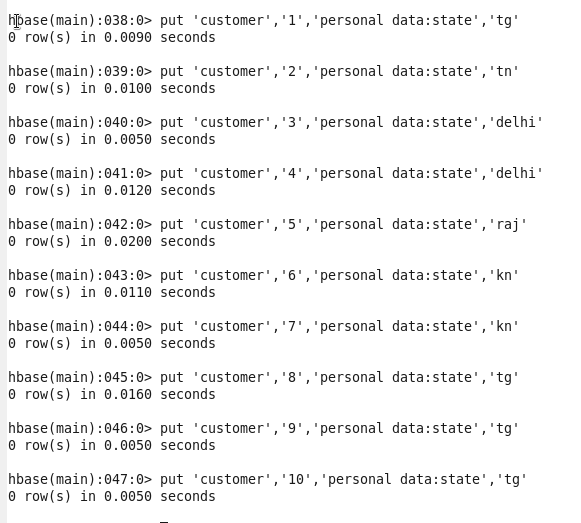 hbase(main):038:0> put 'customer','1','personal data:state','tg'
0 row(s) in 0.0090 seconds
hbase(main):039:0> put 'customer','2','personal data:state','tn'
0 row(s) in 0.0100 seconds
hbase(main):040:0> put 'customer','3','personal data:state','delhi'
0 row(s) in 0.0050 seconds
hbase(main):041:0> put 'customer','4','personal data:state','delhi'
0 row(s) in 0.0120 seconds
hbase(main):042:0> put 'customer','5','personal data:state','raj'
0 row(s) in 0.0200 seconds
hbase(main):043:0> put 'customer','6','personal data:state','kn'
0 row(s) in 0.0110 seconds
hbase(main):044:0> put 'customer','7','personal data:state','kn'
0 row(s) in 0.0050 seconds
hbase(main):045:0> put 'customer','8','personal data:state','tg'
0 row(s) in 0.0160 seconds
hbase(main):046:0> put 'customer','9','personal data:state','tg'
0 row(s) in 0.0050 seconds
hbase(main):047:0> put 'customer','10','personal data:state','tg'
0 row(s) in 0.0050 seconds